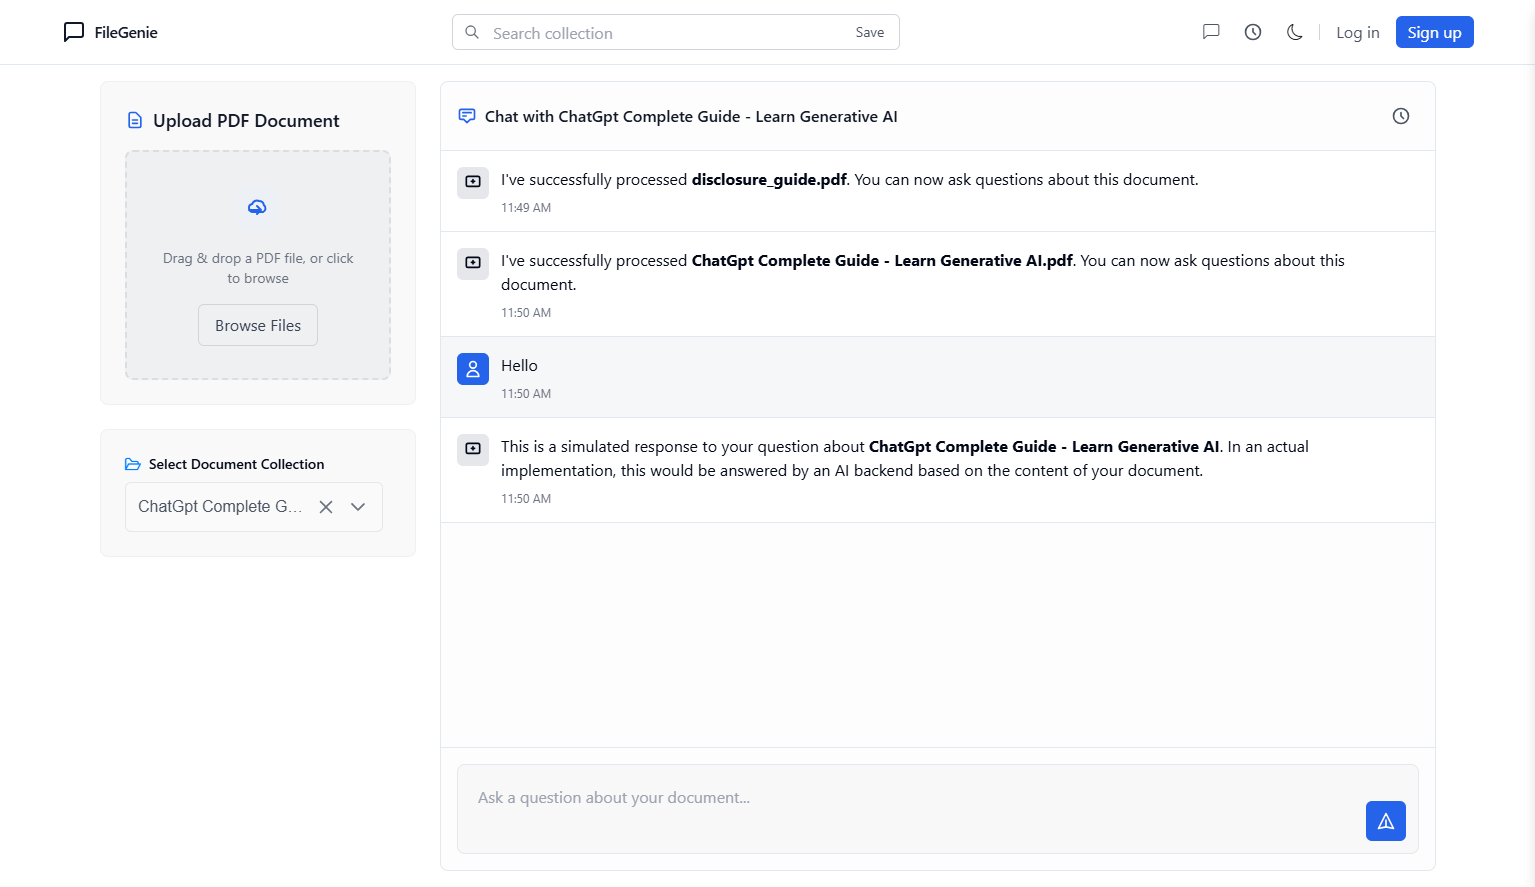 FileGenie
Search collection
Save
Log in
Sign up
Upload PDF Document
Drag & drop a PDF file, or click
to browse
Browse Files
Select Document Collection
ChatGpt Complete G...
Chat with ChatGpt Complete Guide - Learn Generative AI
I've successfully processed disclosure_guide.pdf. You can now ask questions about this document.
11:49 AM
I've successfully processed ChatGpt Complete Guide - Learn Generative AI.pdf. You can now ask questions about this
document.
11:50 AM
Hello
11:50 AM
This is a simulated response to your question about ChatGpt Complete Guide - Learn Generative AI. In an actual
implementation, this would be answered by an AI backend based on the content of your document.
11:50 AM
Ask a question about your document...